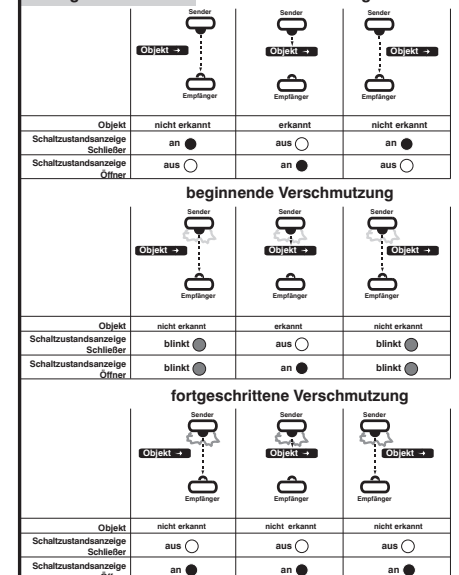 Sender Sender Sender
Objekt → Objekt → Objekt →
Empfänger Empfänger Empfänger
Objekt nicht erkannt erkannt nicht erkannt
Schaltzustandsanzeige
Schließer an aus an
Schaltzustandsanzeige
Öffner aus an aus
beginnende Verschmutzung
Sender Sender Sender
Objekt → Objekt → Objekt →
Empfänger Empfänger Empfänger
Objekt nicht erkannt erkannt nicht erkannt
Schaltzustandsanzeige
Schließer blinkt aus blinkt
Schaltzustandsanzeige
Öffner blinkt an blinkt
fortgeschrittene Verschmutzung
Sender Sender Sender
Objekt → Objekt → Objekt →
Empfänger Empfänger Empfänger
Objekt nicht erkannt nicht erkannt nicht erkannt
Schaltzustandsanzeige
Schließer aus aus aus
Schaltzustandsanzeige
an an an